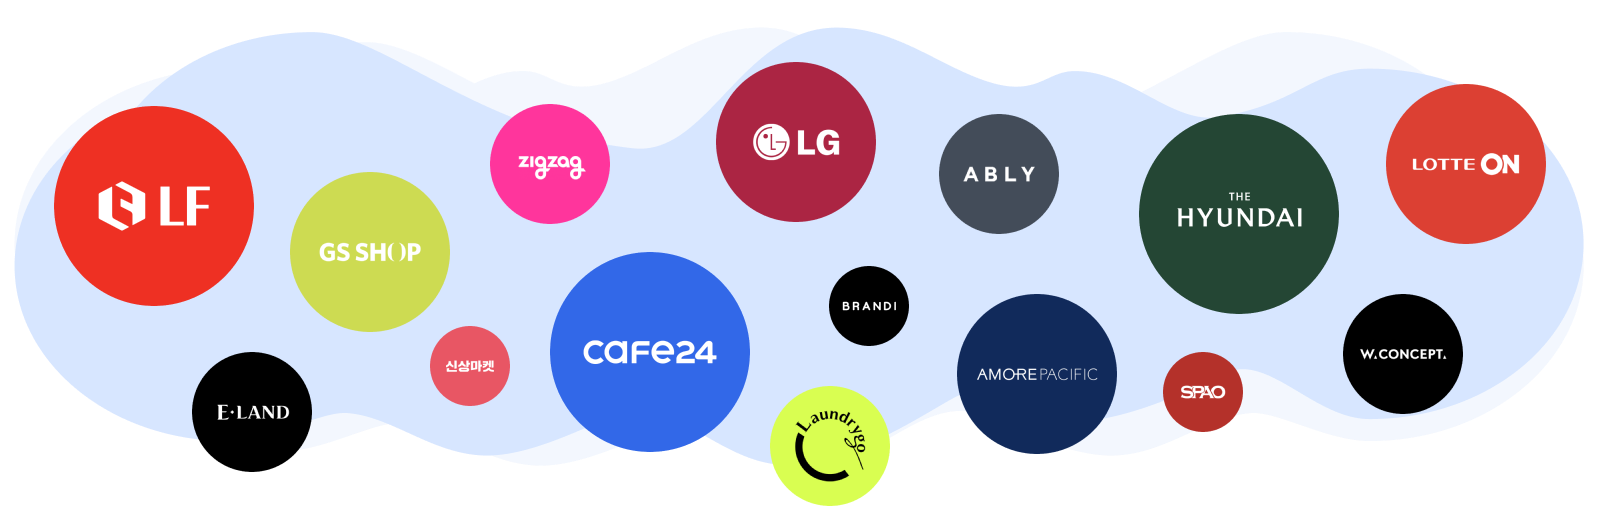 LF
GS SHOP
zigzag
LG
ABLY
THE
HYUNDAI
LOTTE ON
E·LAND
신상마켓
CAFE24
BRANDI
Laundrygo
AMOREPACIFIC
SPAO
W.CONCEPT.